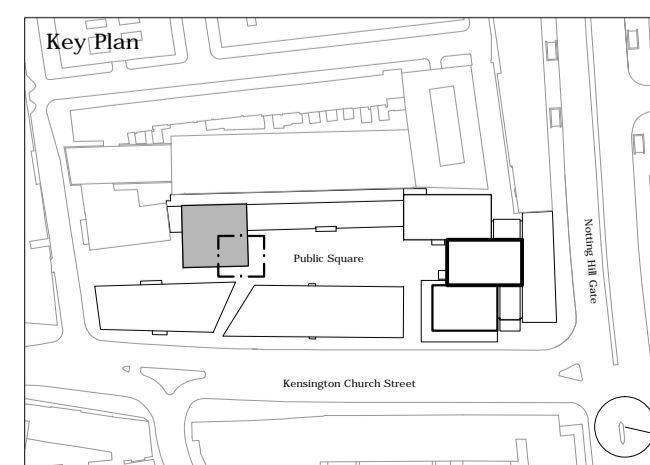 Key Plan
Public Square
Notting Hill Gate
Kensington Church Street